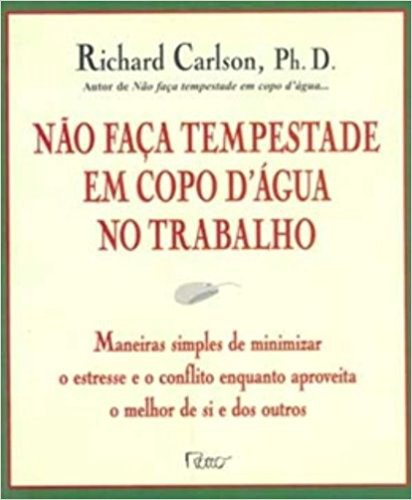 Richard Carlson, Ph. D.
Autor de Não faça tempestade em copo d'água...
NÃO FAÇA TEMPESTADE
EM COPO D'ÁGUA
NO TRABALHO
Maneiras simples de minimizar
o estresse e o conflito enquanto aproveita
o melhor de si e dos outros
Rocco